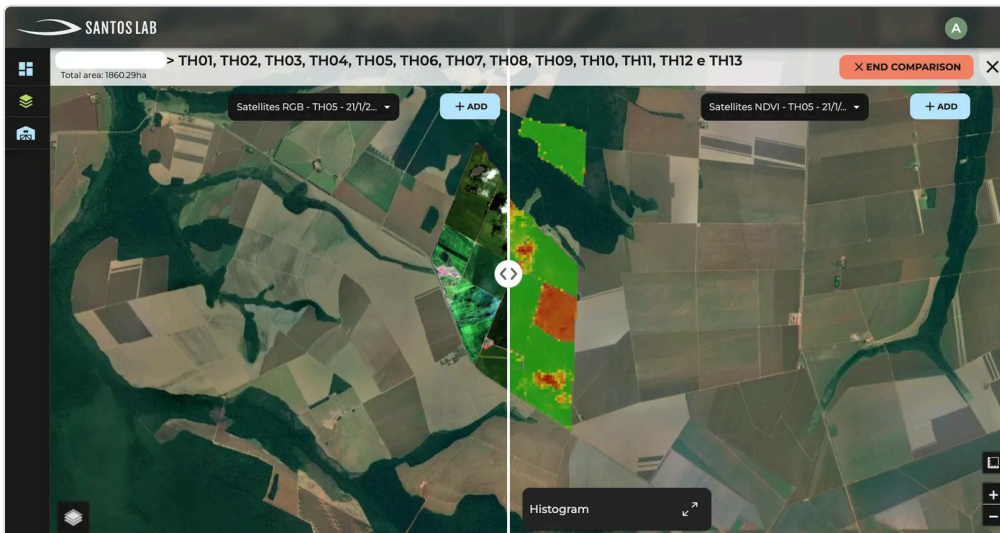 SANTOS LAB
A
> TH01, TH02, TH03, TH04, TH05, TH06, TH07, TH08, TH09, TH10, TH11, TH12 e TH13
Total area: 1860.29ha
× END COMPARISON
Satellites RGB - TH05 - 21/1/2...
+ ADD
Satellites NDVI - TH05 - 21/1/...
+ ADD
Histogram